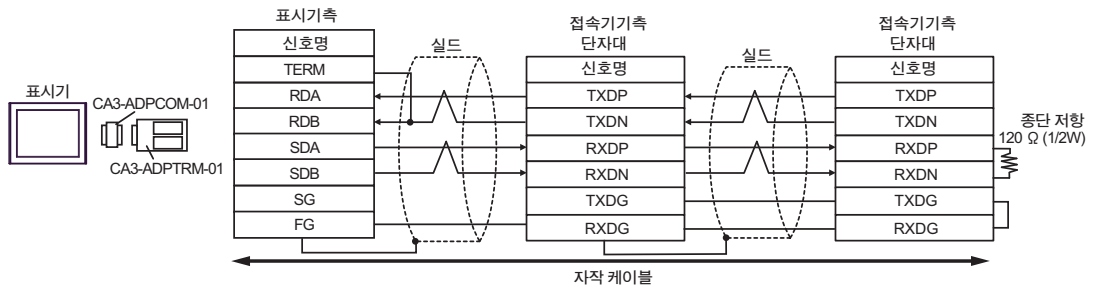 표시기
CA3-ADPCOM-01
CA3-ADPTRM-01
표시기측
신호명
TERM
RDA
RDB
SDA
SDB
SG
FG
실드
접속기기측
단자대
신호명
TXDP
TXDN
RXDP
RXDN
TXDG
RXDG
실드
접속기기측
단자대
신호명
TXDP
TXDN
RXDP
RXDN
TXDG
RXDG
종단 저항
120 Ω (1/2W)
자작 케이블